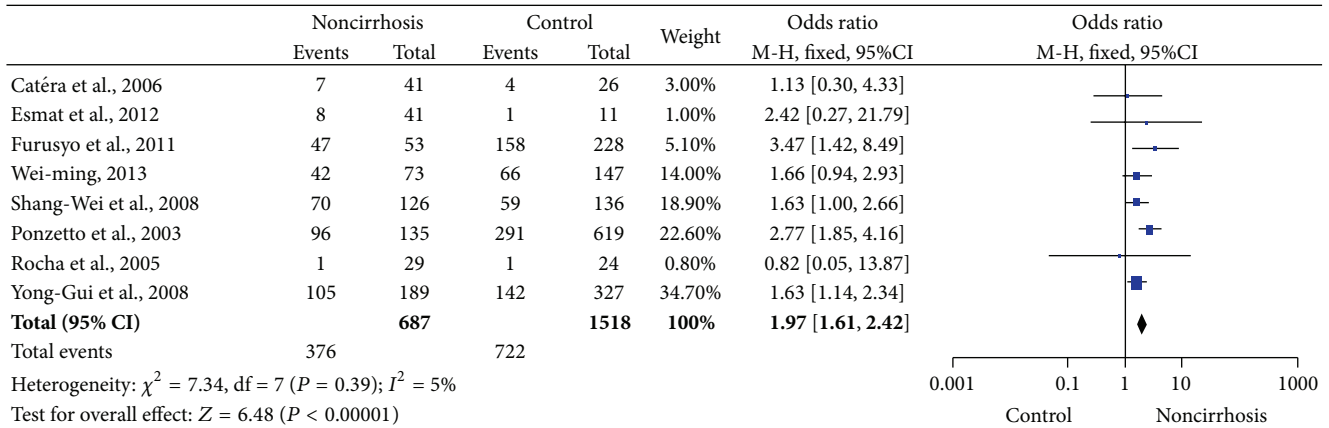 Noncirrhosis Control Weight Odds ratio Odds ratio
Events Total Events Total M-H, fixed, 95%CI M-H, fixed, 95%CI
Catéra et al., 2006 7 41 4 26 3.00% 1.13 [0.30, 4.33]
Esmat et al., 2012 8 41 1 11 1.00% 2.42 [0.27, 21.79]
Furusyo et al., 2011 47 53 158 228 5.10% 3.47 [1.42, 8.49]
Wei-ming, 2013 42 73 66 147 14.00% 1.66 [0.94, 2.93]
Shang-Wei et al., 2008 70 126 59 136 18.90% 1.63 [1.00, 2.66]
Ponzetto et al., 2003 96 135 291 619 22.60% 2.77 [1.85, 4.16]
Rocha et al., 2005 1 29 1 24 0.80% 0.82 [0.05, 13.87]
Yong-Gui et al., 2008 105 189 142 327 34.70% 1.63 [1.14, 2.34]
Total (95% CI) 687 1518 100% 1.97 [1.61, 2.42]
Total events 376 722
Heterogeneity: χ² = 7.34, df = 7 (P = 0.39); I² = 5%
Test for overall effect: Z = 6.48 (P < 0.00001)
0.001 0.1 1 10 1000
Control Noncirrhosis